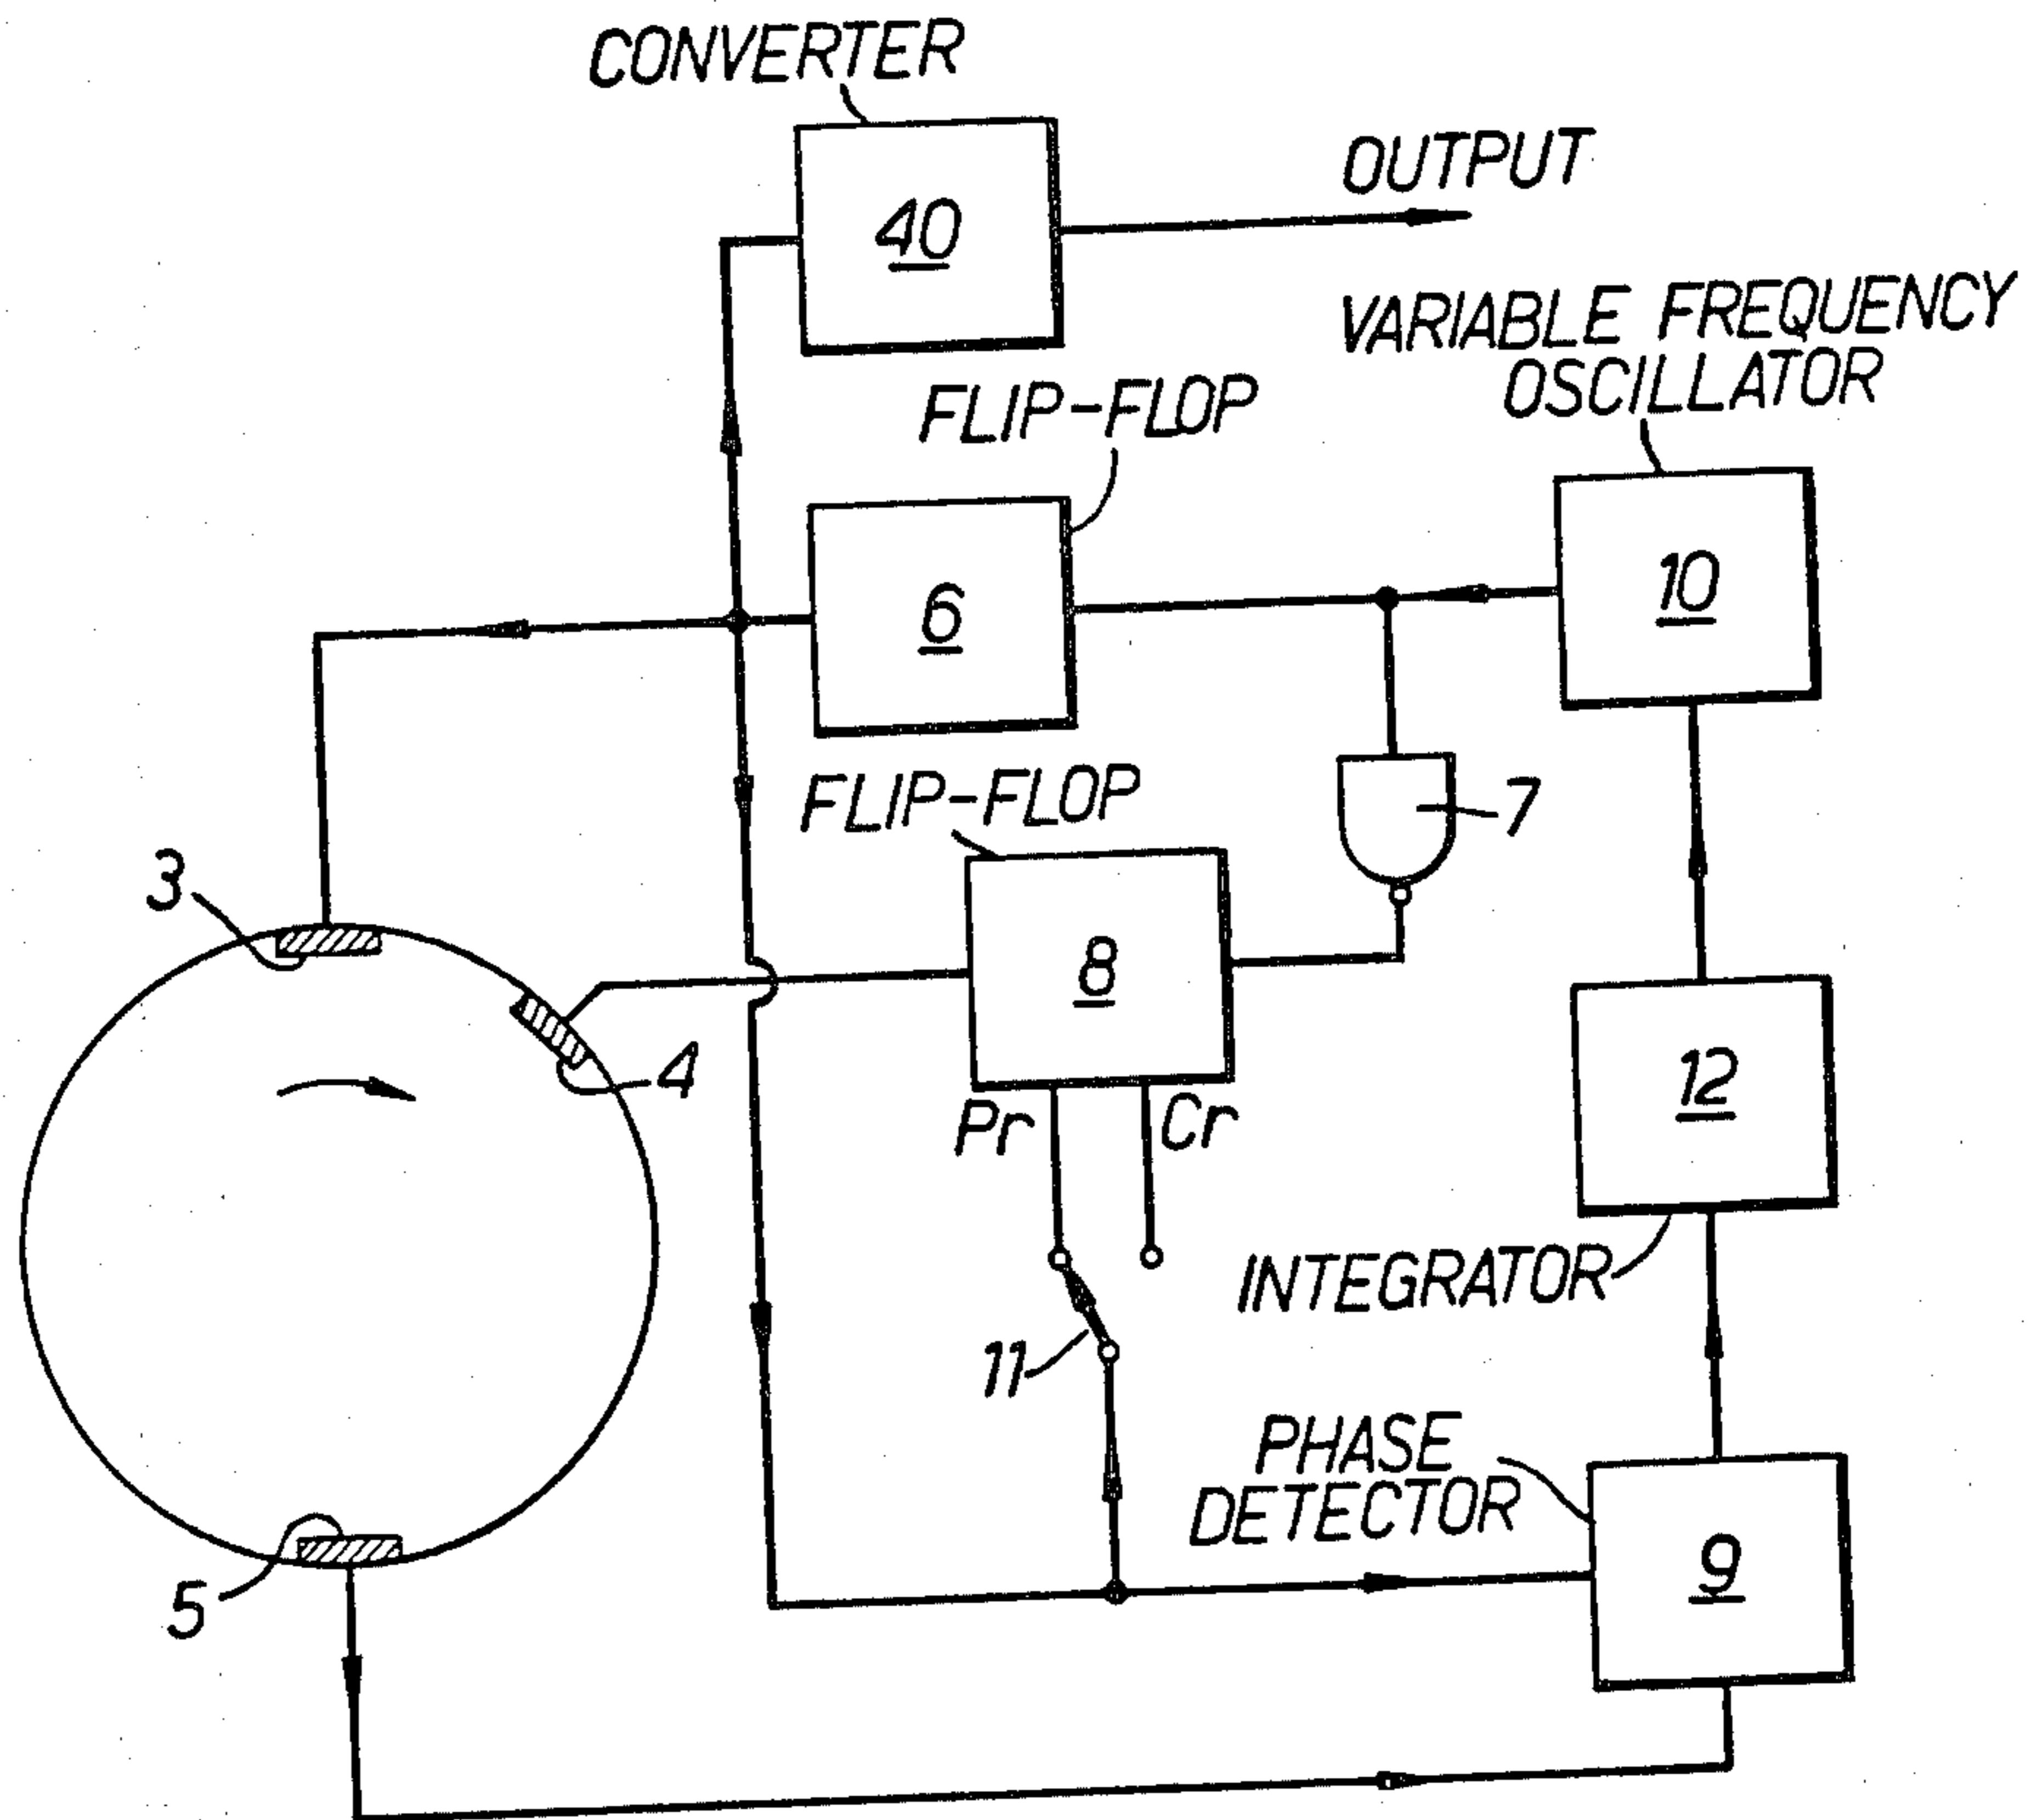 CONVERTER
40
OUTPUT
VARIABLE FREQUENCY
OSCILLATOR
FLIP-FLOP
6
10
7
FLIP-FLOP
3
8
4
12
Pr
Cr
INTEGRATOR
11
PHASE
DETECTOR
9
5